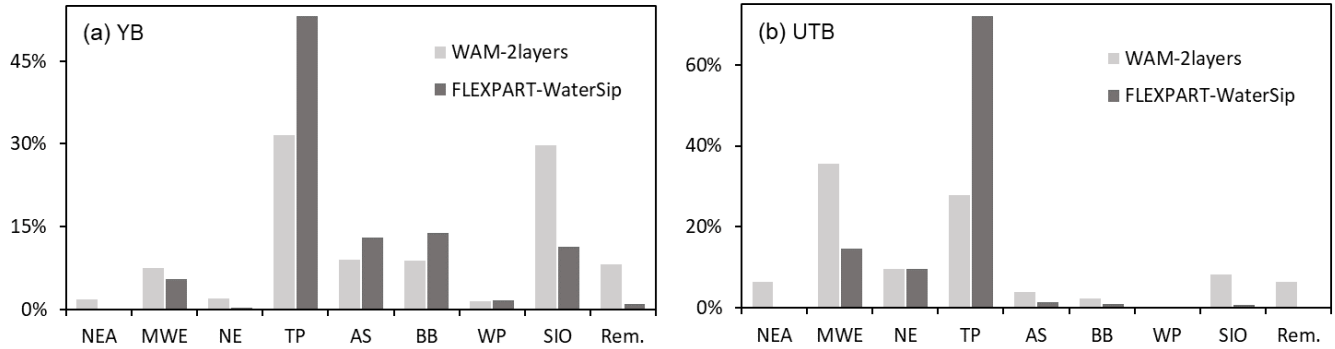 (a) YB
WAM-2layers
FLEXPART-WaterSip
45%
30%
15%
0%
NEA MWE NE TP AS BB WP SIO Rem.
(b) UTB
WAM-2layers
FLEXPART-WaterSip
60%
40%
20%
0%
NEA MWE NE TP AS BB WP SIO Rem.